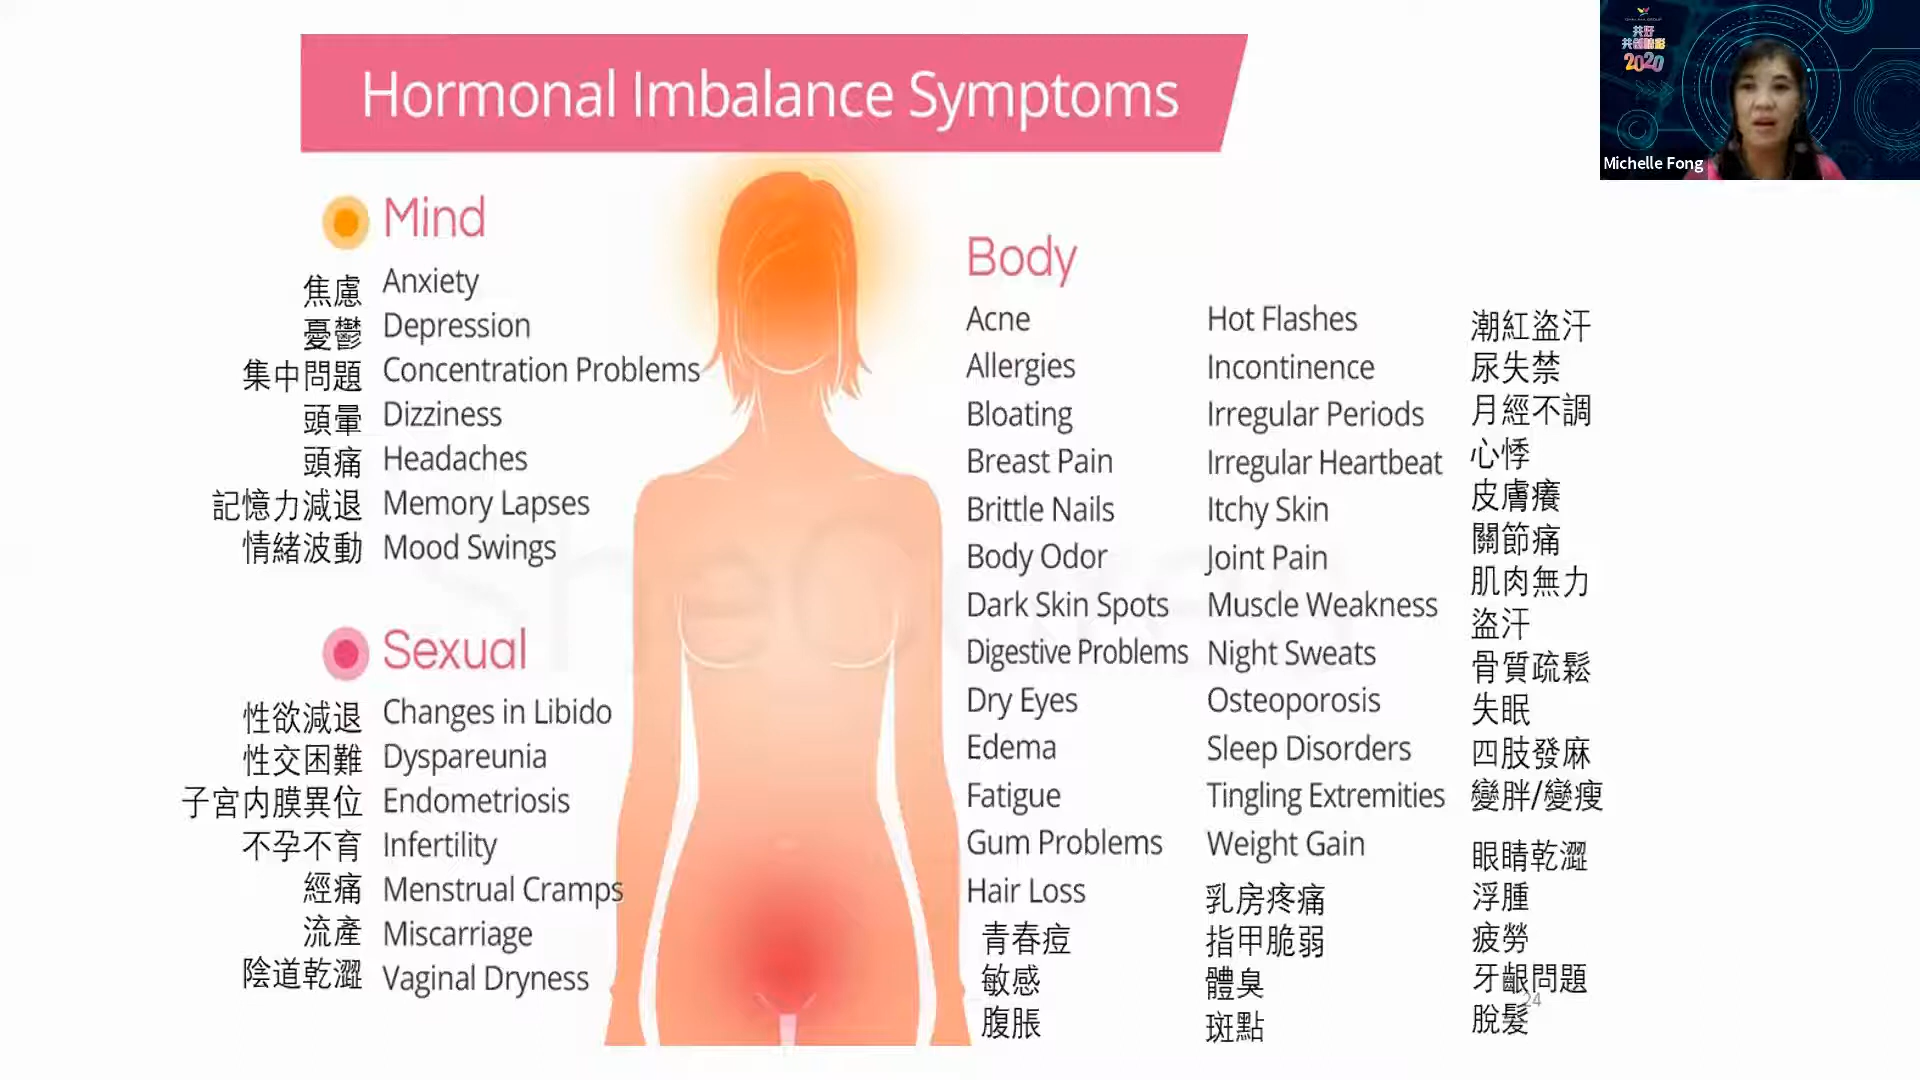 Hormonal Imbalance Symptoms
共好
2020
Michelle Fong
Mind
焦慮 Anxiety
憂鬱 Depression
集中問題 Concentration Problems
頭暈 Dizziness
頭痛 Headaches
記憶力減退 Memory Lapses
情緒波動 Mood Swings
Sexual
性欲減退 Changes in Libido
性交困難 Dyspareunia
子宮內膜異位 Endometriosis
不孕不育 Infertility
經痛 Menstrual Cramps
流產 Miscarriage
陰道乾澀 Vaginal Dryness
Body
Acne
Allergies
Bloating
Breast Pain
Brittle Nails
Body Odor
Dark Skin Spots
Digestive Problems
Dry Eyes
Edema
Fatigue
Gum Problems
Hair Loss
青春痘
敏感
腹脹
Hot Flashes
Incontinence
Irregular Periods
Irregular Heartbeat
Itchy Skin
Joint Pain
Muscle Weakness
Night Sweats
Osteoporosis
Sleep Disorders
Tingling Extremities
Weight Gain
乳房疼痛
指甲脆弱
體臭
斑點
潮紅盜汗
尿失禁
月經不調
心悸
皮膚癢
關節痛
肌肉無力
盜汗
骨質疏鬆
失眠
四肢發麻
變胖/變瘦
眼睛乾澀
浮腫
疲勞
牙齦問題
脫髮
24